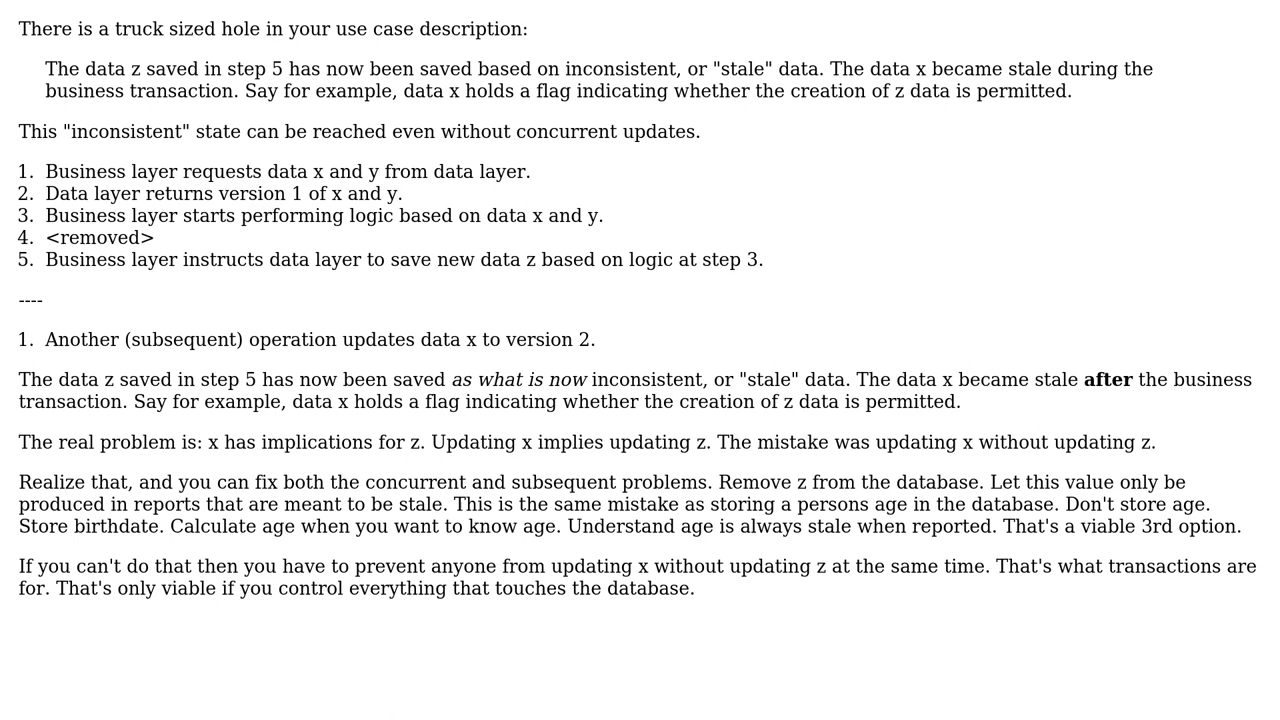 There is a truck sized hole in your use case description:
The data z saved in step 5 has now been saved based on inconsistent, or "stale" data. The data x became stale during the
business transaction. Say for example, data x holds a flag indicating whether the creation of z data is permitted.
This "inconsistent" state can be reached even without concurrent updates.
1. Business layer requests data x and y from data layer.
2. Data layer returns version 1 of x and y.
3. Business layer starts performing logic based on data x and y.
4. <removed>
5. Business layer instructs data layer to save new data z based on logic at step 3.
----
1. Another (subsequent) operation updates data x to version 2.
The data z saved in step 5 has now been saved as what is now inconsistent, or "stale" data. The data x became stale after the business
transaction. Say for example, data x holds a flag indicating whether the creation of z data is permitted.
The real problem is: x has implications for z. Updating x implies updating z. The mistake was updating x without updating z.
Realize that, and you can fix both the concurrent and subsequent problems. Remove z from the database. Let this value only be
produced in reports that are meant to be stale. This is the same mistake as storing a persons age in the database. Don't store age.
Store birthdate. Calculate age when you want to know age. Understand age is always stale when reported. That's a viable 3rd option.
If you can't do that then you have to prevent anyone from updating x without updating z at the same time. That's what transactions are
for. That's only viable if you control everything that touches the database.